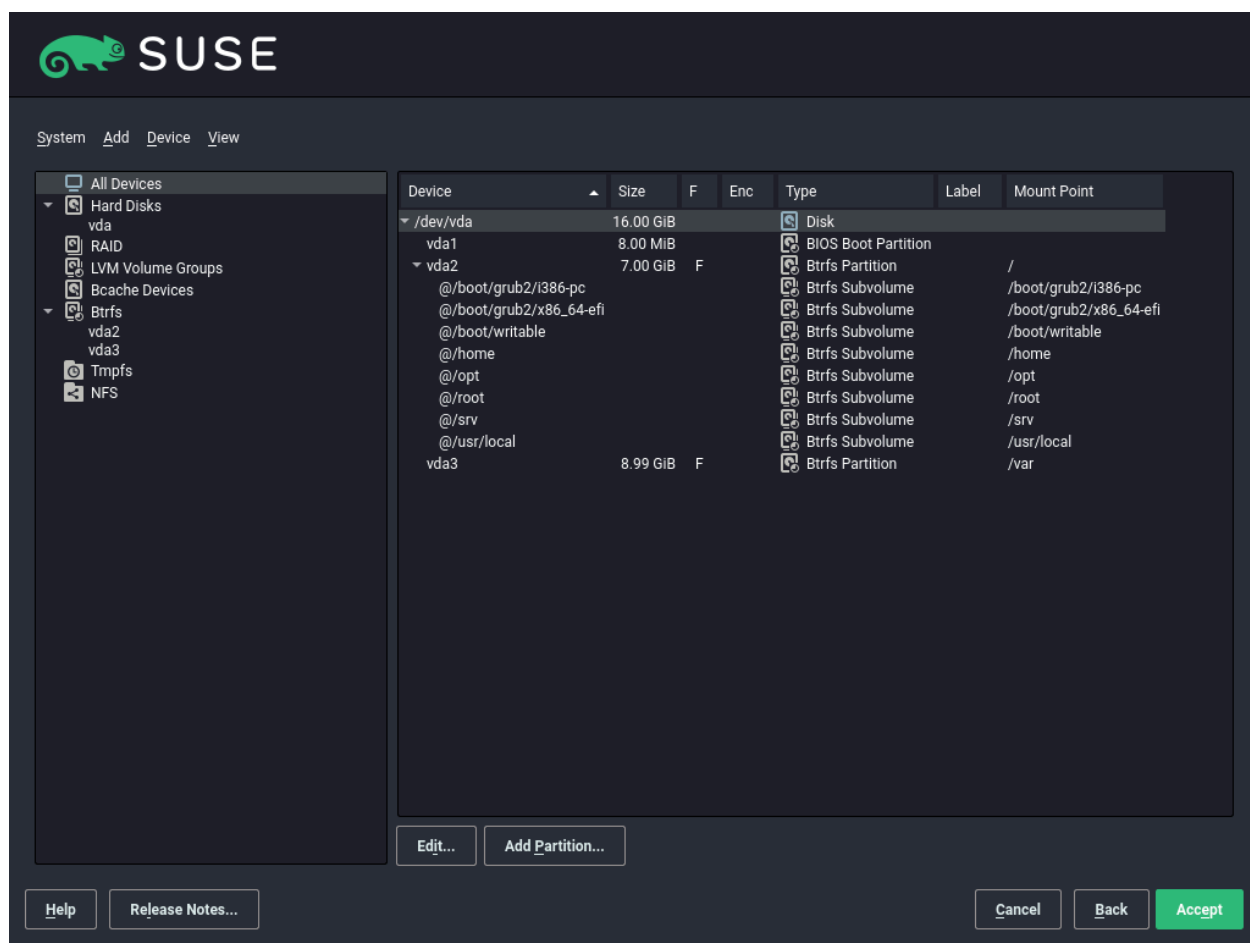 SUSE
System Add Device View
All Devices
Hard Disks
vda
RAID
LVM Volume Groups
Bcache Devices
Btrfs
vda2
vda3
Tmpfs
NFS
Device Size F Enc Type Label Mount Point
/dev/vda 16.00 GiB Disk
vda1 8.00 MiB BIOS Boot Partition
vda2 7.00 GiB F Btrfs Partition /
@/boot/grub2/i386-pc Btrfs Subvolume /boot/grub2/i386-pc
@/boot/grub2/x86_64-efi Btrfs Subvolume /boot/grub2/x86_64-efi
@/boot/writable Btrfs Subvolume /boot/writable
@/home Btrfs Subvolume /home
@/opt Btrfs Subvolume /opt
@/root Btrfs Subvolume /root
@/srv Btrfs Subvolume /srv
@/usr/local Btrfs Subvolume /usr/local
vda3 8.99 GiB F Btrfs Partition /var
Edit... Add Partition...
Help Release Notes... Cancel Back Accept